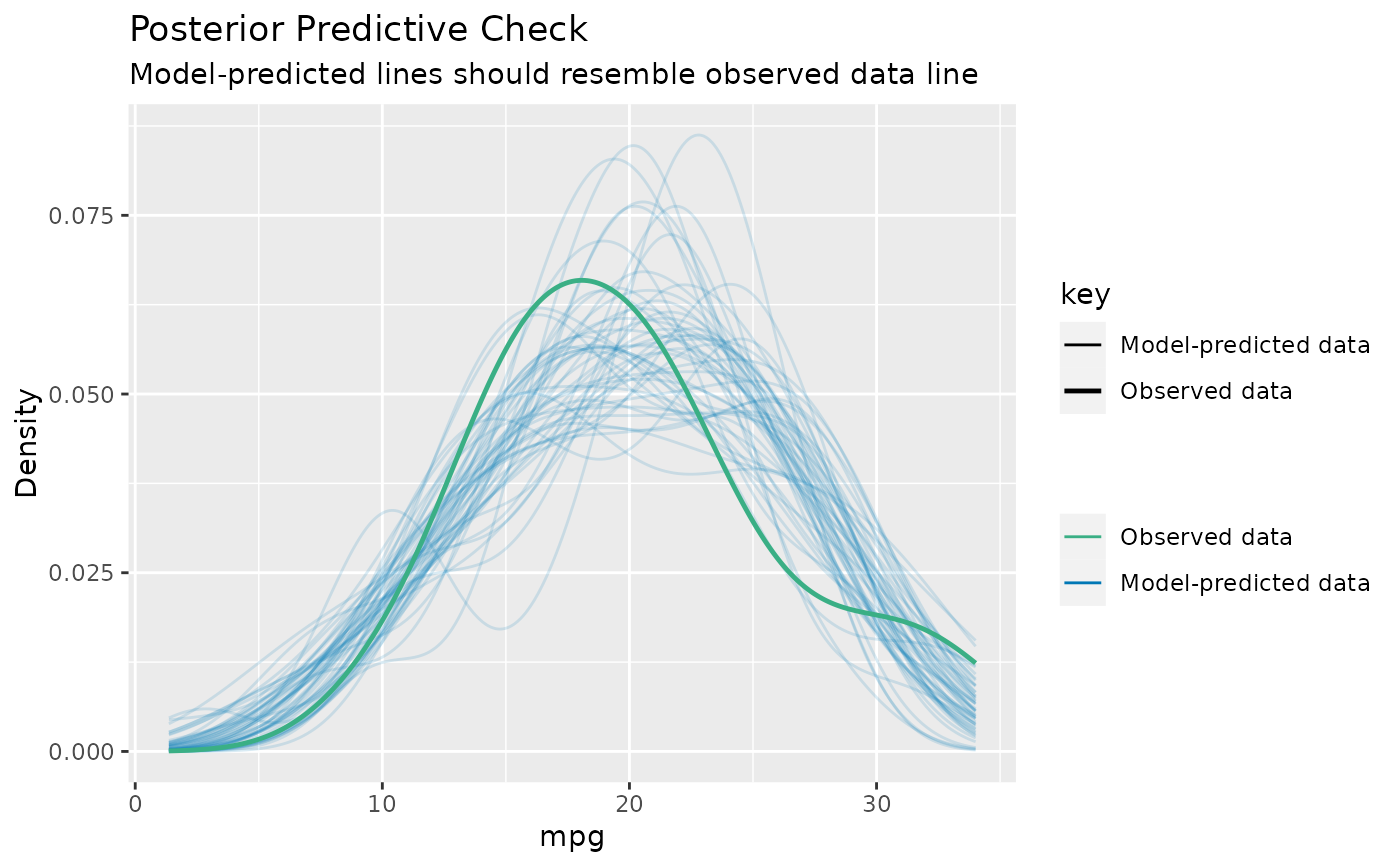 Posterior Predictive Check
Model-predicted lines should resemble observed data line
0.075
0.050
0.025
0.000
Density
0
10
20
30
mpg
key
Model-predicted data
Observed data
Observed data
Model-predicted data